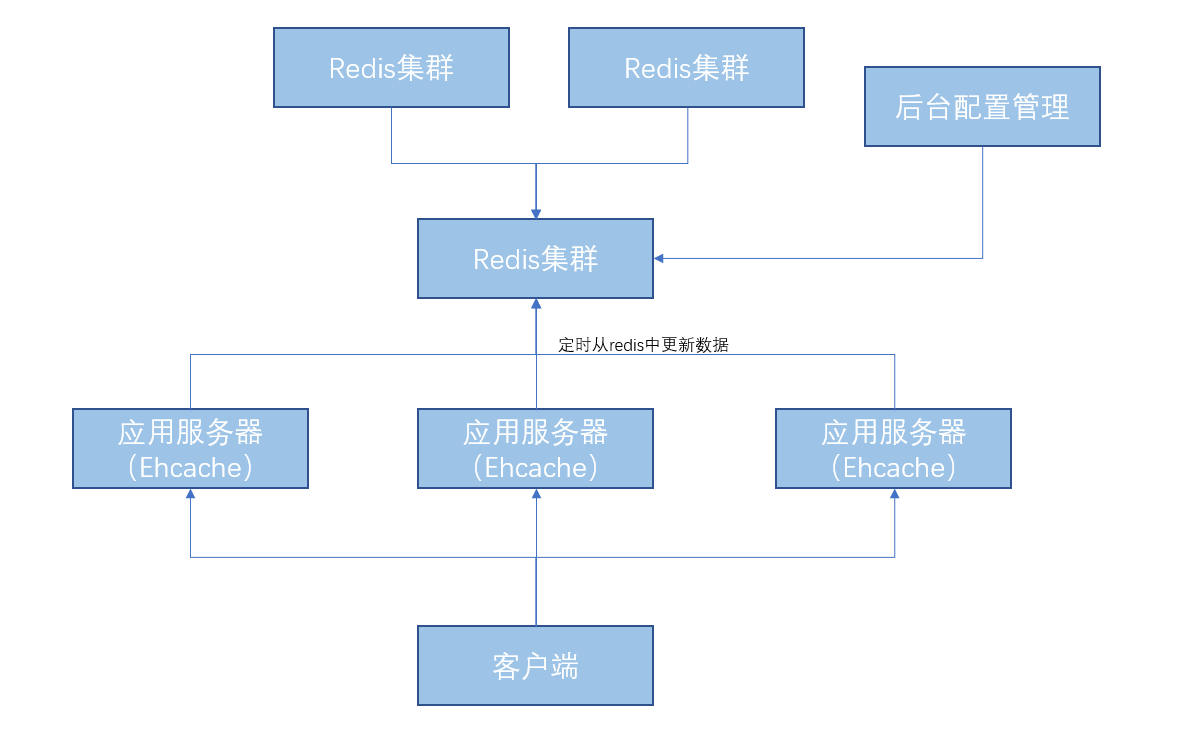 Redis集群
Redis集群
后台配置管理
Redis集群
定时从redis中更新数据
应用服务器
（Ehcache）
应用服务器
（Ehcache）
应用服务器
（Ehcache）
客户端